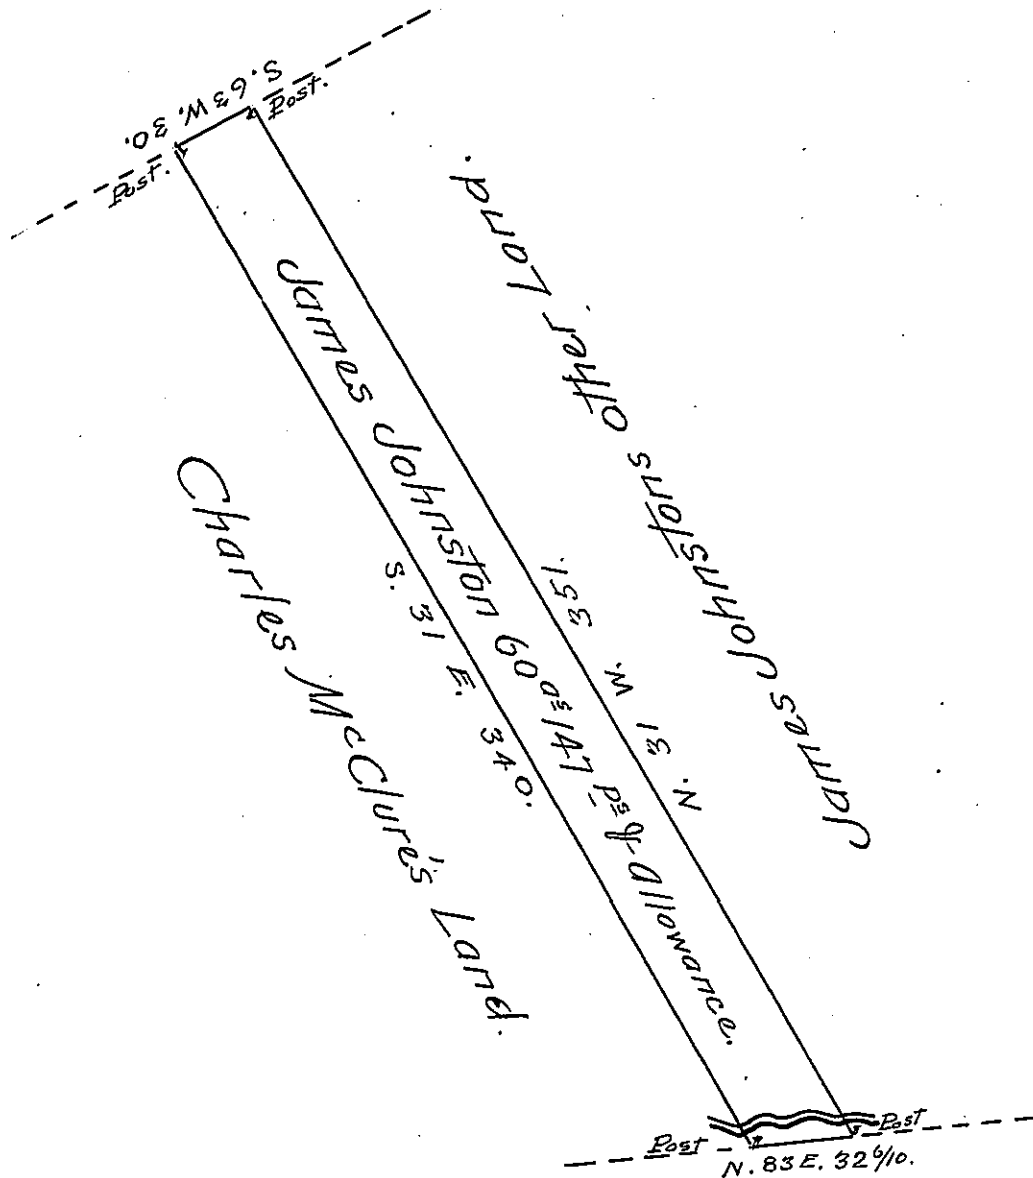 S. 63 W. 30.
Post.
Post.
James Johnstons Other Land.
James Johnston 60 as 141 ps & Allowance.
N. 31 W. 351.
S. 31 E. 340.
Charles McClure's Land.
Post
Post
N. 83 E. 32 6/10.